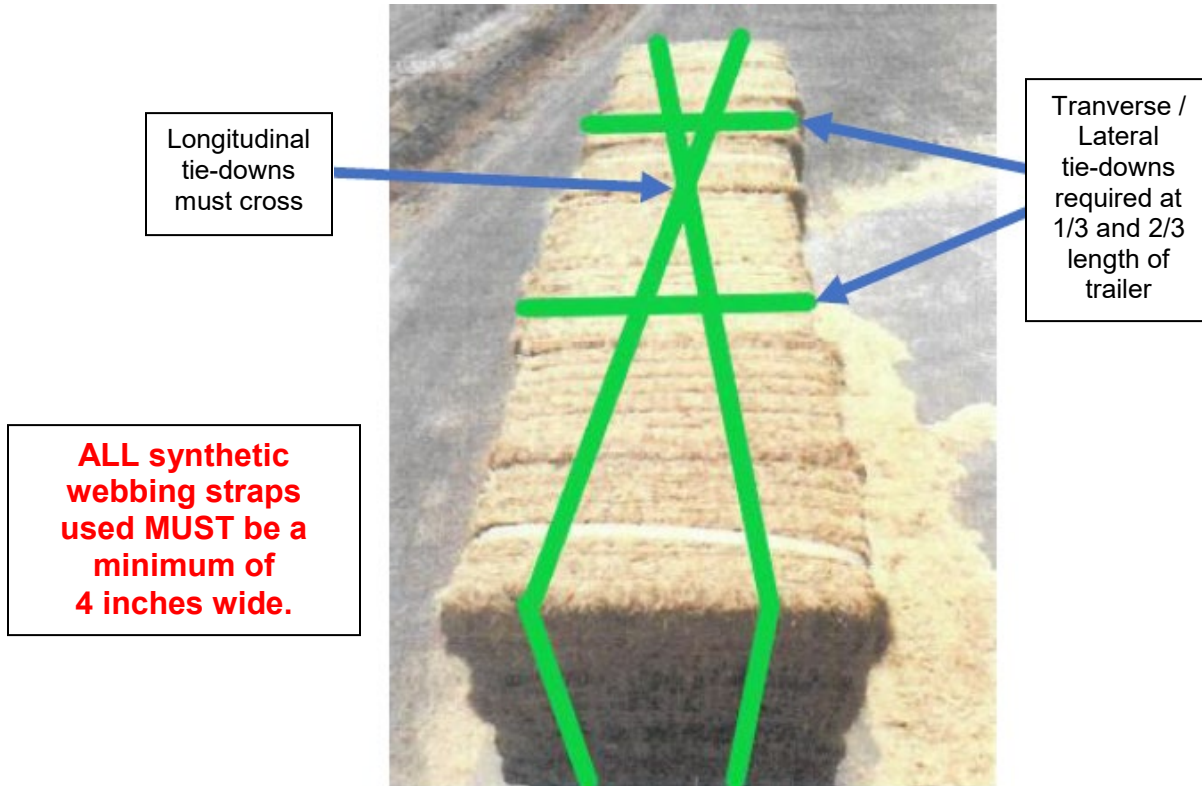 Longitudinal
tie-downs
must cross
Tranverse /
Lateral
tie-downs
required at
1/3 and 2/3
length of
trailer
ALL synthetic
webbing straps
used MUST be a
minimum of
4 inches wide.